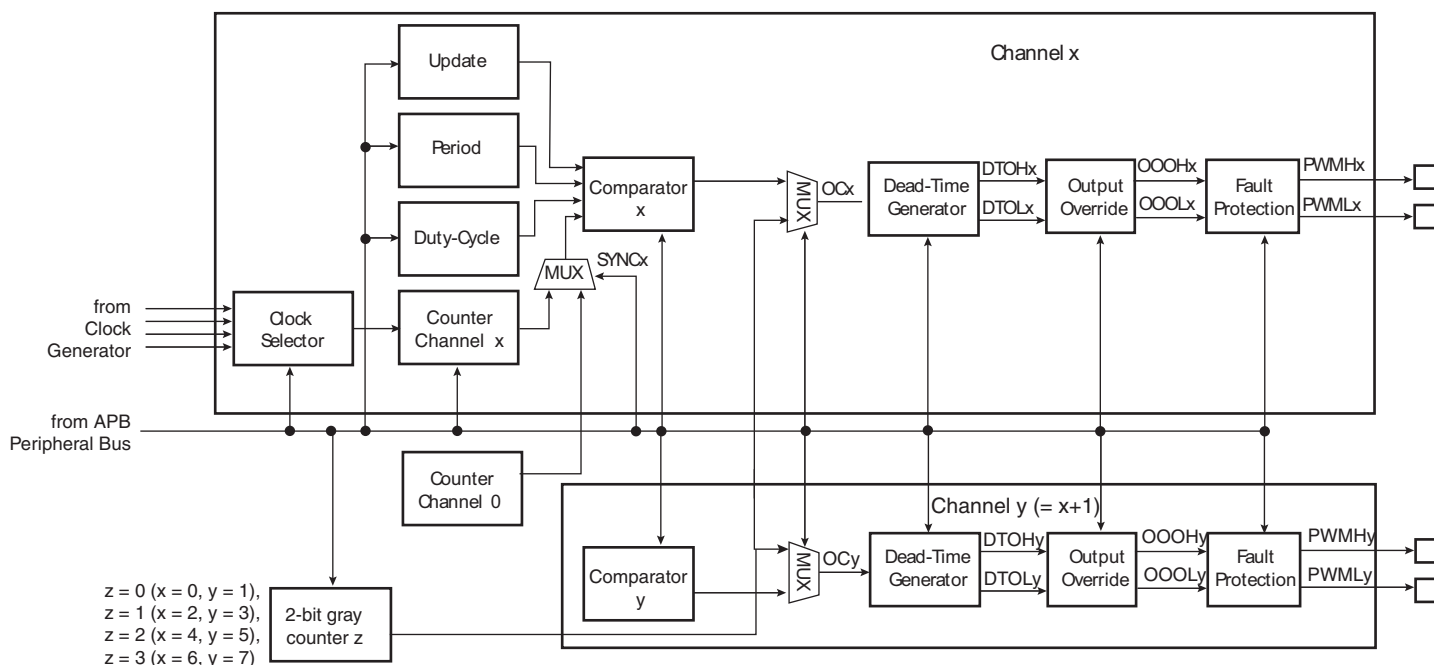 Channel x
Update
Period
Duty-Cycle
Comparator
x
MUX
SYNCx
MUX
OCx
Dead-Time
Generator
DTOHx
DTOLx
Output
Override
OOOHx
OOOLx
Fault
Protection
PWMHx
PWMLx
from
Clock
Generator
Clock
Selector
Counter
Channel x
from APB
Peripheral Bus
Counter
Channel 0
Channel y (= x+1)
Comparator
y
MUX
OCy
Dead-Time
Generator
DTOHy
DTOLy
Output
Override
OOOHy
OOOLy
Fault
Protection
PWMHy
PWMLy
z = 0 (x = 0, y = 1),
z = 1 (x = 2, y = 3),
z = 2 (x = 4, y = 5),
z = 3 (x = 6, y = 7)
2-bit gray
counter z